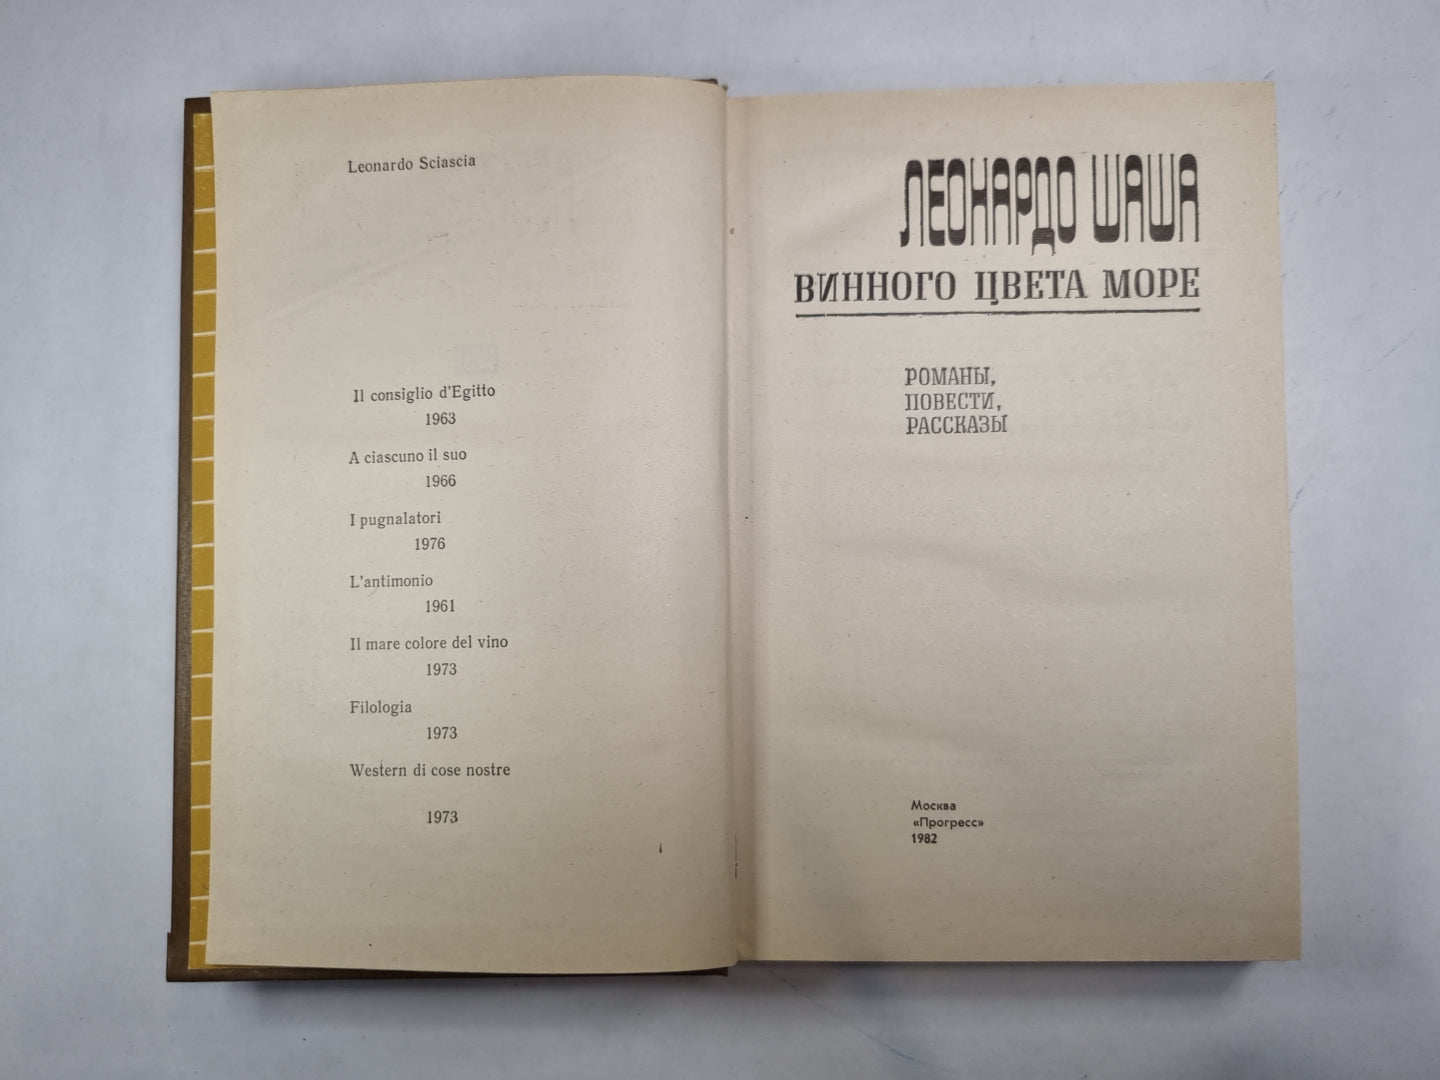 Leonardo Sciascia
Il consiglio d'Egitto
1963
A ciascuno il suo
1966
I pugnalatori
1976
L'antimonio
1961
Il mare colore del vino
1973
Filologia
1973
Western di cose nostre
1973
ЛЕОНАРДО ШАША
ВИННОГО ЦВЕТА МОРЕ
РОМАНЫ,
ПОВЕСТИ,
РАССКАЗЫ
Москва
«Прогресс»
1982